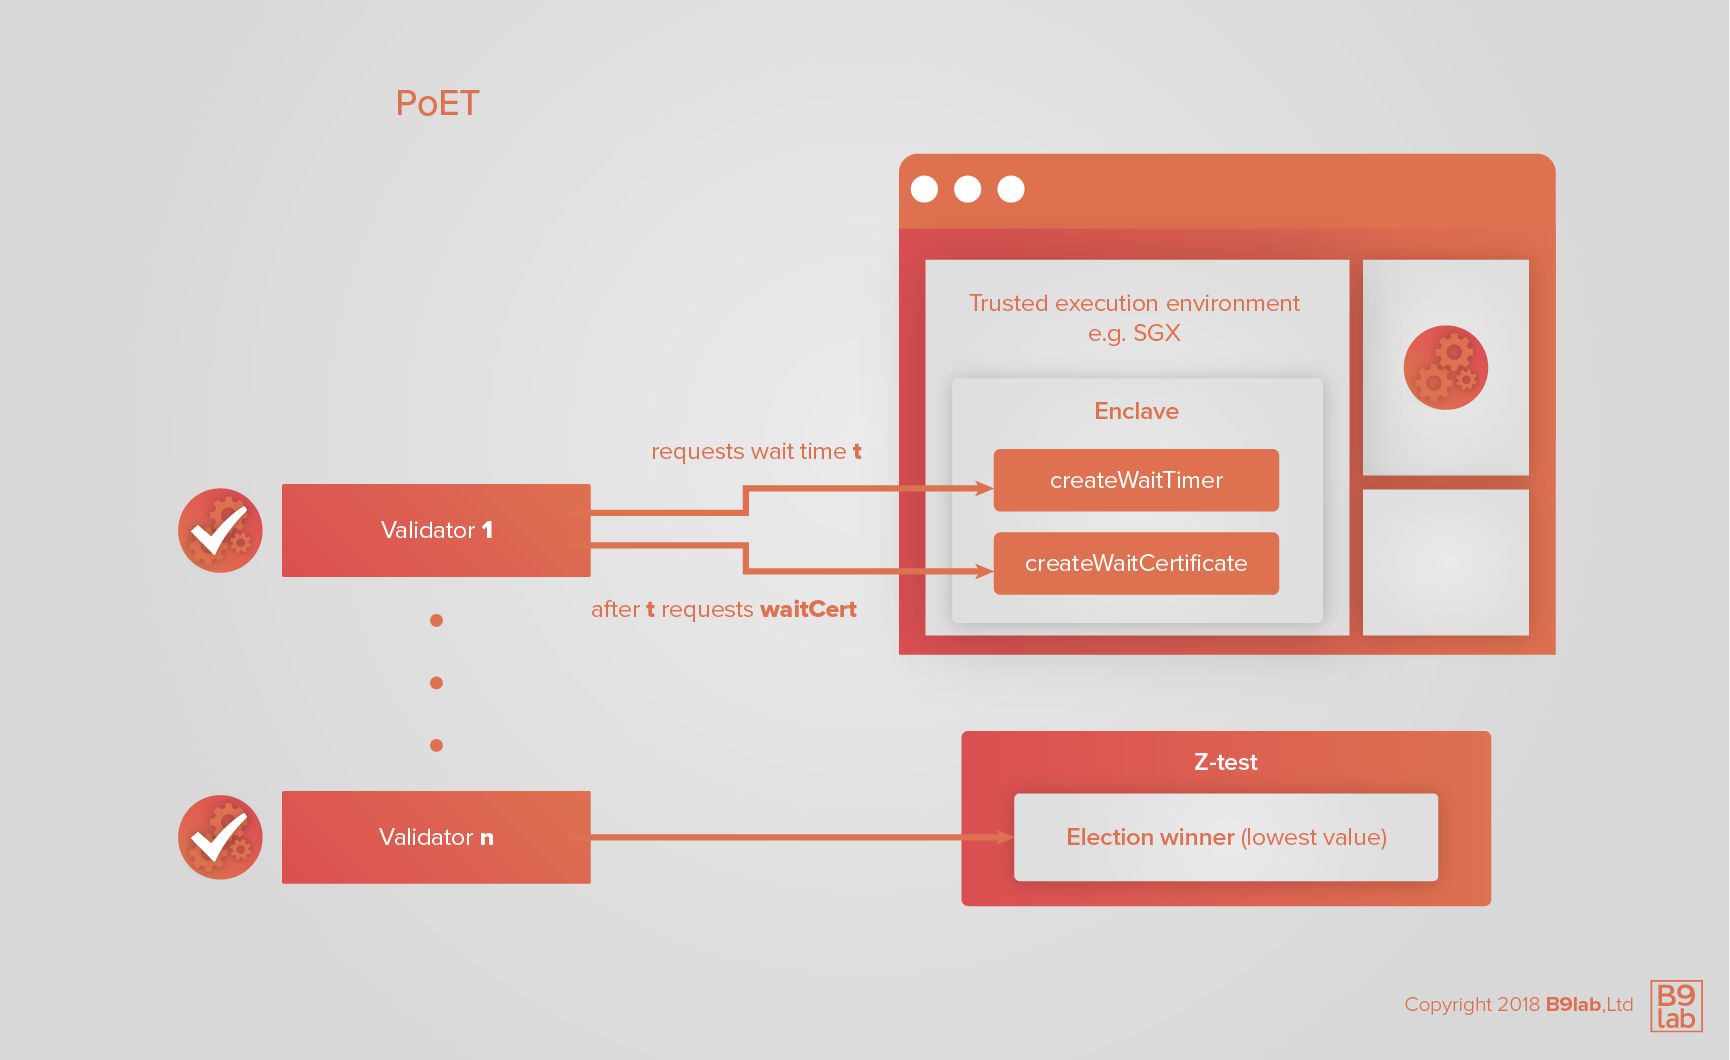 PoET
Trusted execution environment
e.g. SGX
Enclave
requests wait time t
createWaitTimer
Validator 1
createWaitCertificate
after t requests waitCert
Z-test
Validator n
Election winner (lowest value)
Copyright 2018 B9lab,Ltd
B9
lab